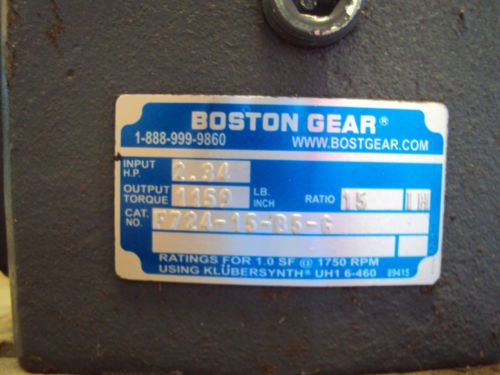 BOSTON GEAR®
1-888-999-9860 WWW.BOSTGEAR.COM
INPUT H.P. 2.34
OUTPUT TORQUE 1159 LB. INCH RATIO 15
CAT. NO. F724-15-B5-G
RATINGS FOR 1.0 SF @ 1750 RPM
USING KLÜBERSYNTH® UH1 6-460 89415